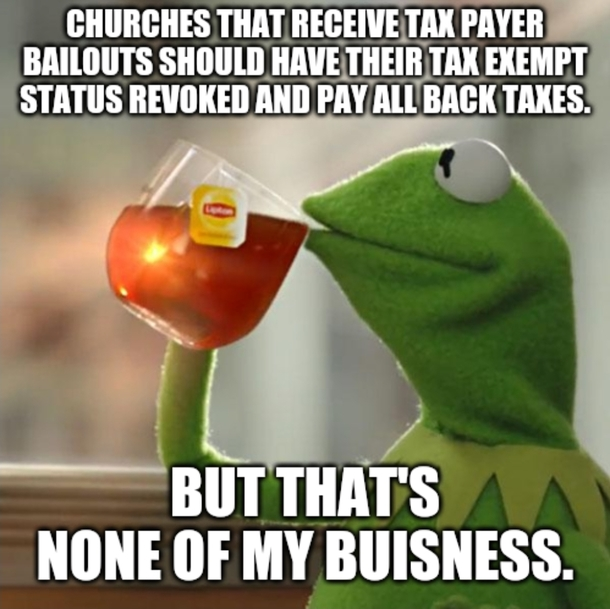 CHURCHES THAT RECEIVE TAX PAYER
BAILOUTS SHOULD HAVE THEIR TAX EXEMPT
STATUS REVOKED AND PAY ALL BACK TAXES.
Lipton
BUT THAT'S
NONE OF MY BUISNESS.